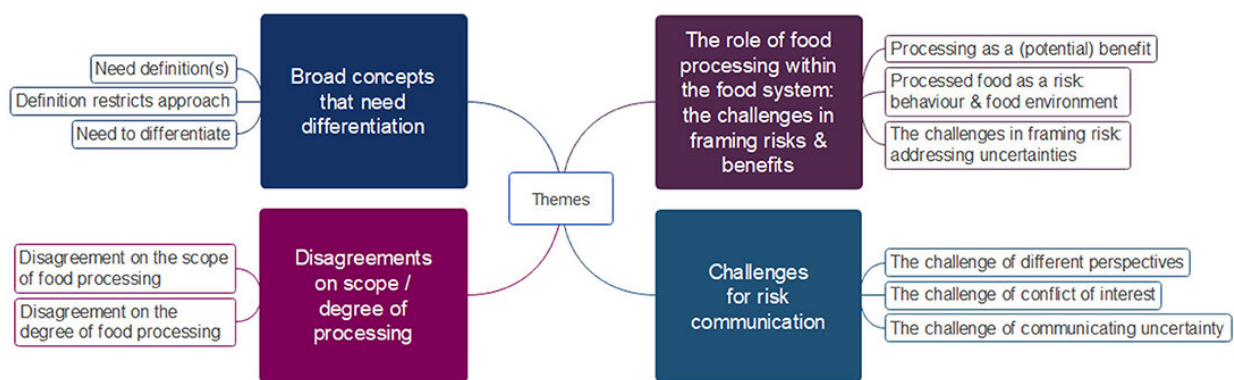 Need definition(s)
Definition restricts approach
Need to differentiate
Broad concepts
that need
differentiation
The role of food
processing within
the food system:
the challenges in
framing risks &
benefits
Processing as a (potential) benefit
Processed food as a risk:
behaviour & food environment
The challenges in framing risk:
addressing uncertainties
Themes
Disagreement on the scope
of food processing
Disagreement on the
degree of food processing
Disagreements
on scope /
degree of
processing
Challenges
for risk
communication
The challenge of different perspectives
The challenge of conflict of interest
The challenge of communicating uncertainty